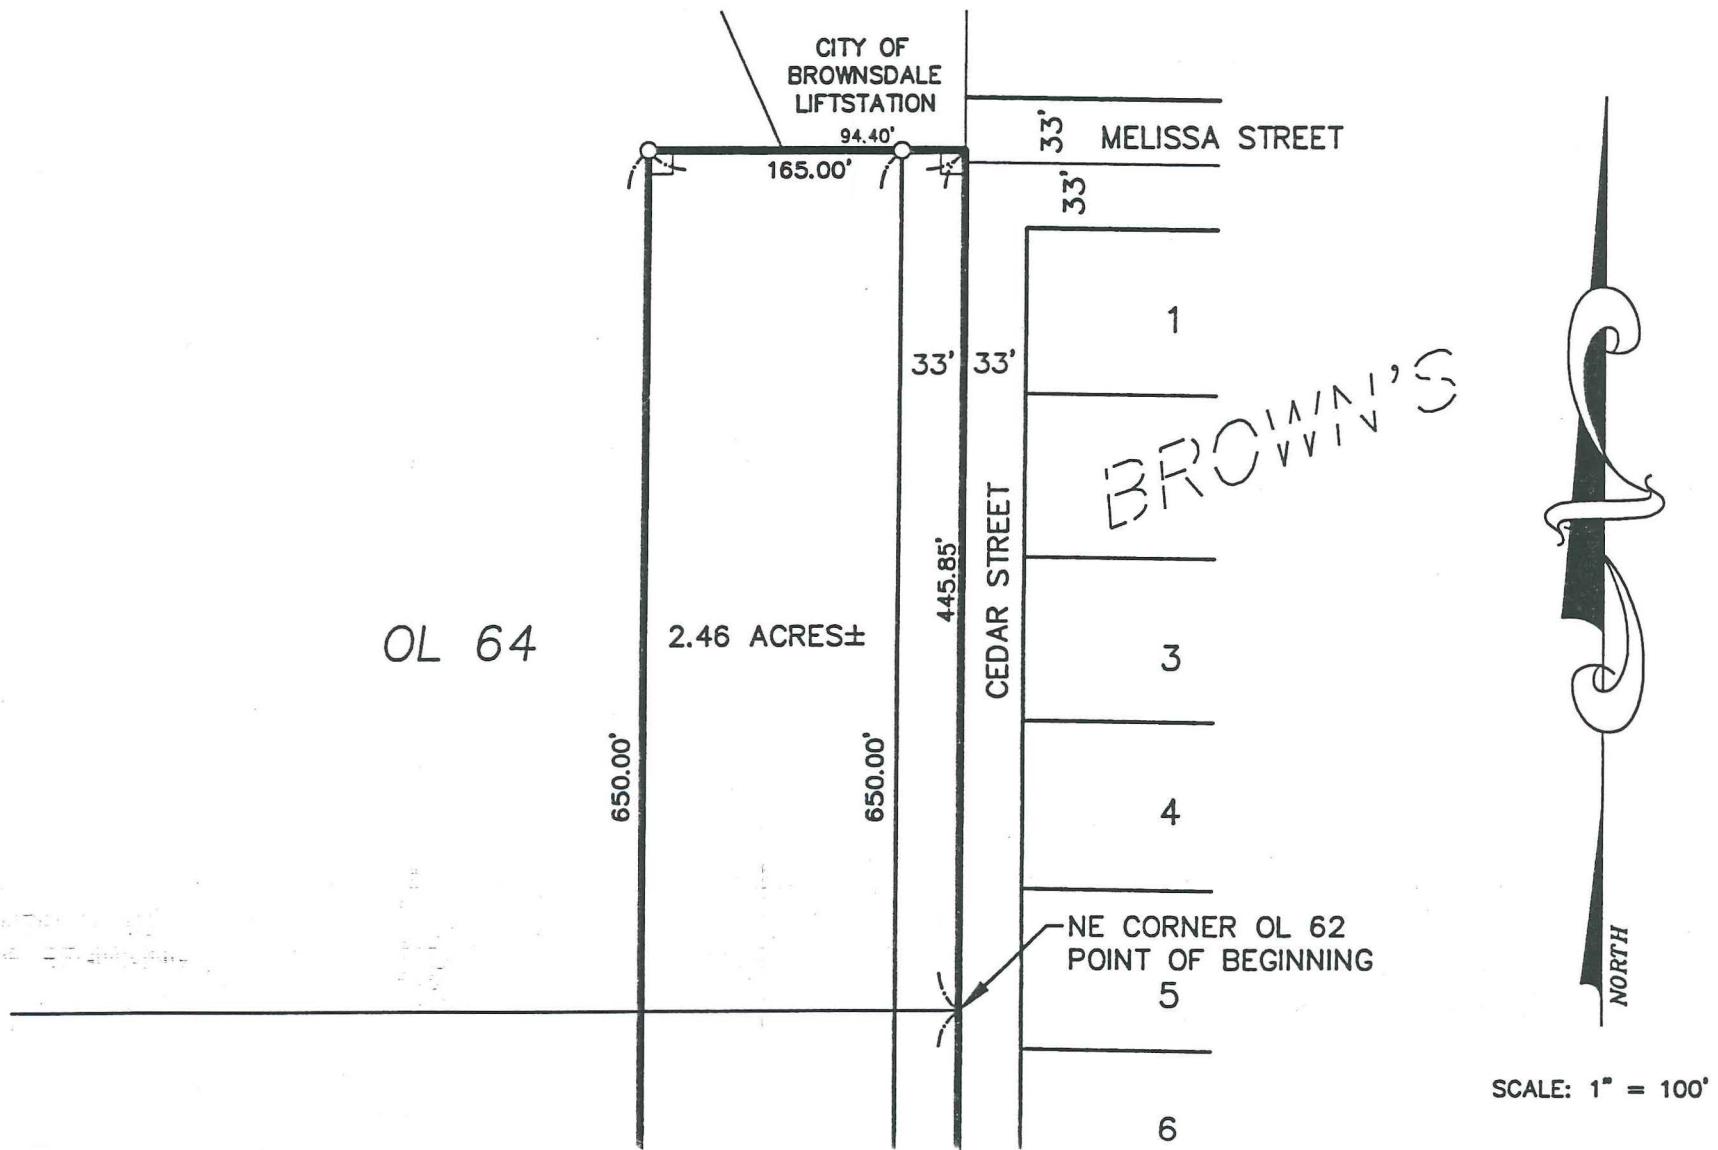 CITY OF
BROWNSDALE
LIFTSTATION
94.40'
165.00'
33'
MELISSA STREET
33'
1
33'
33'
BROWN'S
CEDAR STREET
445.85'
OL 64
2.46 ACRES±
3
650.00'
650.00'
4
NE CORNER OL 62
POINT OF BEGINNING
5
6
NORTH
SCALE: 1" = 100'